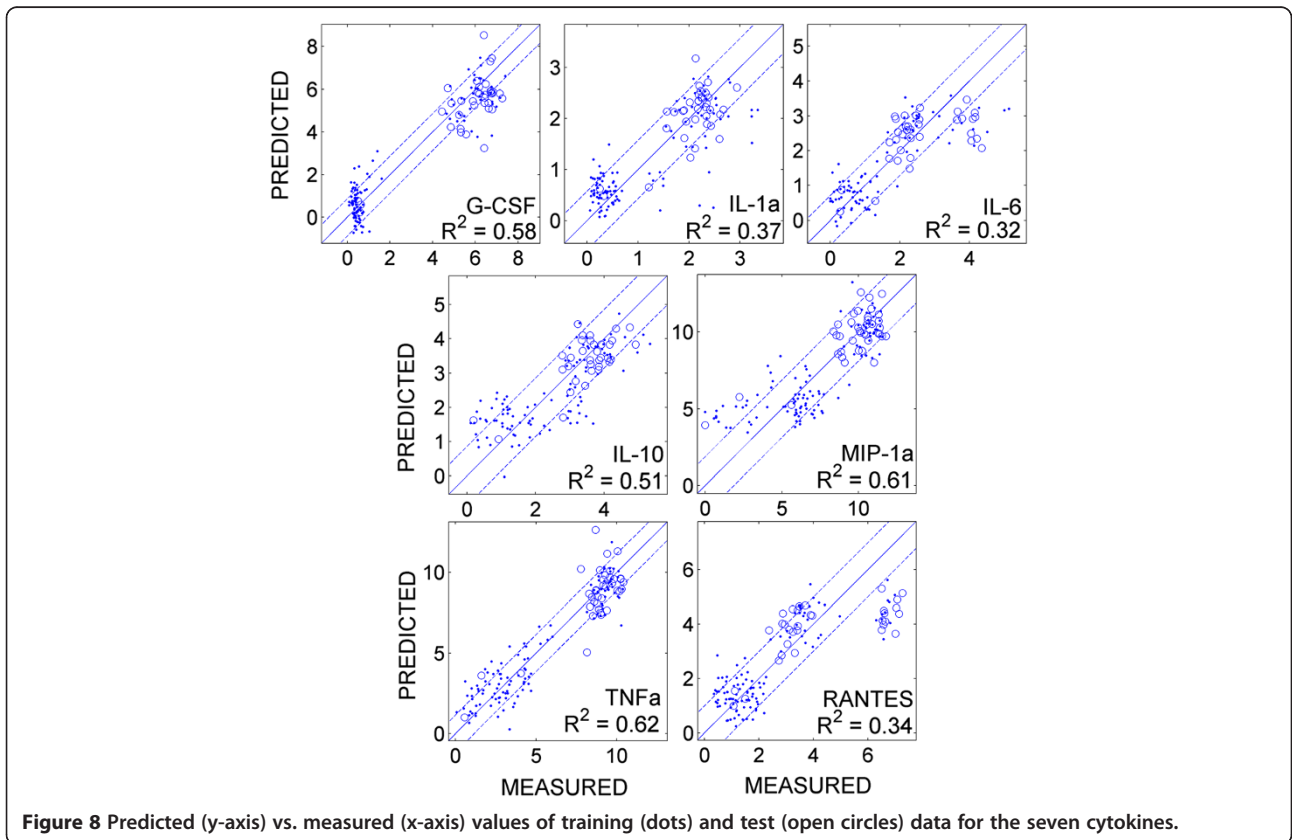 PREDICTED
8
6
4
2
0
G-CSF
R² = 0.58
0 2 4 6 8
3
2
1
0
IL-1a
R² = 0.37
0 1 2 3
5
4
3
2
1
0
IL-6
R² = 0.32
0 2 4
PREDICTED
5
4
3
2
1
0
IL-10
R² = 0.51
0 2 4
10
5
0
MIP-1a
R² = 0.61
0 5 10
PREDICTED
10
5
0
TNFa
R² = 0.62
0 5 10
MEASURED
6
4
2
0
RANTES
R² = 0.34
0 2 4 6
MEASURED
Figure 8 Predicted (y-axis) vs. measured (x-axis) values of training (dots) and test (open circles) data for the seven cytokines.